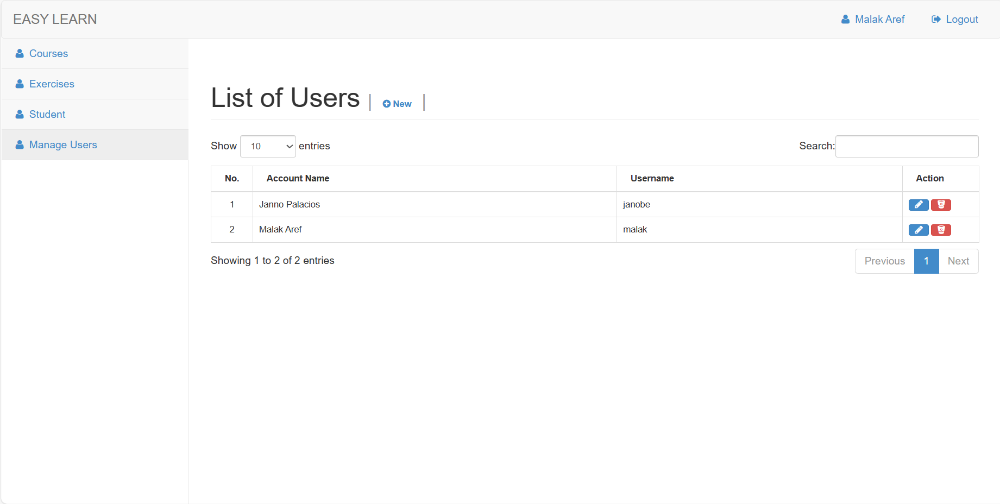 EASY LEARN
Malak Aref
Logout
Courses
Exercises
Student
Manage Users
List of Users | New |
Show 10 entries
Search:
No. Account Name Username Action
1 Janno Palacios janobe
2 Malak Aref malak
Showing 1 to 2 of 2 entries
Previous 1 Next